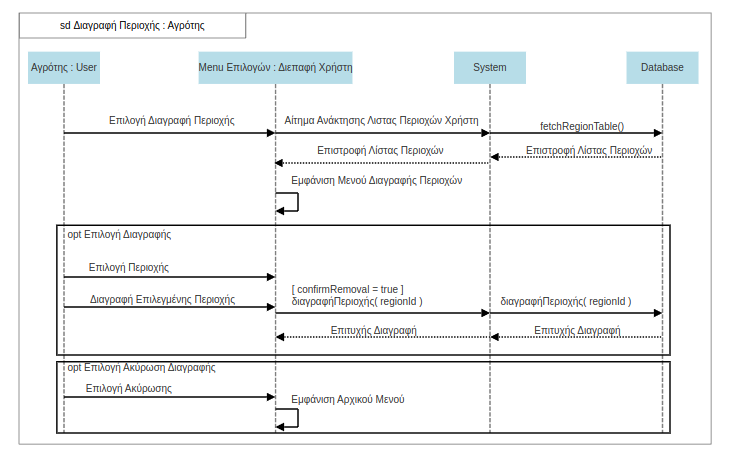 sd Διαγραφή Περιοχής : Αγρότης
Αγρότης : User
Menu Επιλογών : Διεπαφή Χρήστη
System
Database
Επιλογή Διαγραφή Περιοχής
Αίτημα Ανάκτησης Λιστας Περιοχών Χρήστη
fetchRegionTable()
Επιστροφή Λίστας Περιοχών
Επιστροφή Λίστας Περιοχών
Εμφάνιση Μενού Διαγραφής Περιοχών
opt Επιλογή Διαγραφής
Επιλογή Περιοχής
Διαγραφή Επιλεγμένης Περιοχής
[ confirmRemoval = true ]
διαγραφήΠεριοχής( regionId )
διαγραφήΠεριοχής( regionId )
Επιτυχής Διαγραφή
Επιτυχής Διαγραφή
opt Επιλογή Ακύρωση Διαγραφής
Επιλογή Ακύρωσης
Εμφάνιση Αρχικού Μενού